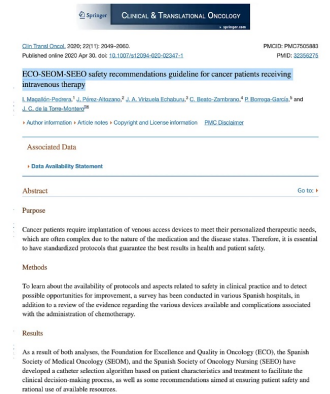 Springer
CLINICAL & TRANSLATIONAL ONCOLOGY
Clin Transl Oncol. 2020; 22(11): 2049–2060.
PMCID: PMC7505883
Published online 2020 Apr 30. doi: 10.1007/s12094-020-02347-1
PMID: 32356275
ECO-SEOM-SEEO safety recommendations guideline for cancer patients receiving
intravenous therapy
I. Magallón-Pedrera,1 J. Pérez-Altozano,2 J. A. Virizuela Echaburu,3 C. Beato-Zambrano,4 P. Borrega-García,5 and
J. C. de la Torre-Montero6
▸ Author information ▸ Article notes ▸ Copyright and License information PMC Disclaimer
Associated Data
▸ Data Availability Statement
Abstract
Go to: ▸
Purpose
Cancer patients require implantation of venous access devices to meet their personalized therapeutic needs,
which are often complex due to the nature of the medication and the disease status. Therefore, it is essential
to have standardized protocols that guarantee the best results in health and patient safety.
Methods
To learn about the availability of protocols and aspects related to safety in clinical practice and to detect
possible opportunities for improvement, a survey has been conducted in various Spanish hospitals, in
addition to a review of the evidence regarding the various devices available and complications associated
with the administration of chemotherapy.
Results
As a result of both analyses, the Foundation for Excellence and Quality in Oncology (ECO), the Spanish
Society of Medical Oncology (SEOM), and the Spanish Society of Oncology Nursing (SEEO) have
developed a catheter selection algorithm based on patient characteristics and treatment to facilitate the
clinical decision-making process, as well as some recommendations aimed at ensuring patient safety and
rational use of available resources.